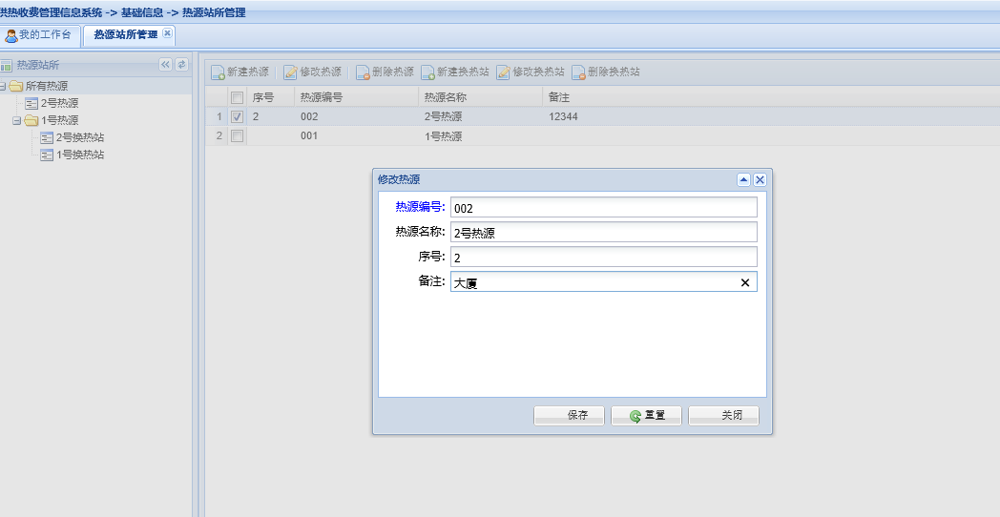 供热收费管理信息系统 -> 基础信息 -> 热源站所管理
我的工作台 热源站所管理
热源站所
所有热源
2号热源
1号热源
2号换热站
1号换热站
新建热源 修改热源 删除热源 新建换热站 修改换热站 删除换热站
序号 热源编号 热源名称 备注
1 2 002 2号热源 12344
2 001 1号热源
修改热源
热源编号: 002
热源名称: 2号热源
序号: 2
备注: 大厦
保存 重置 关闭